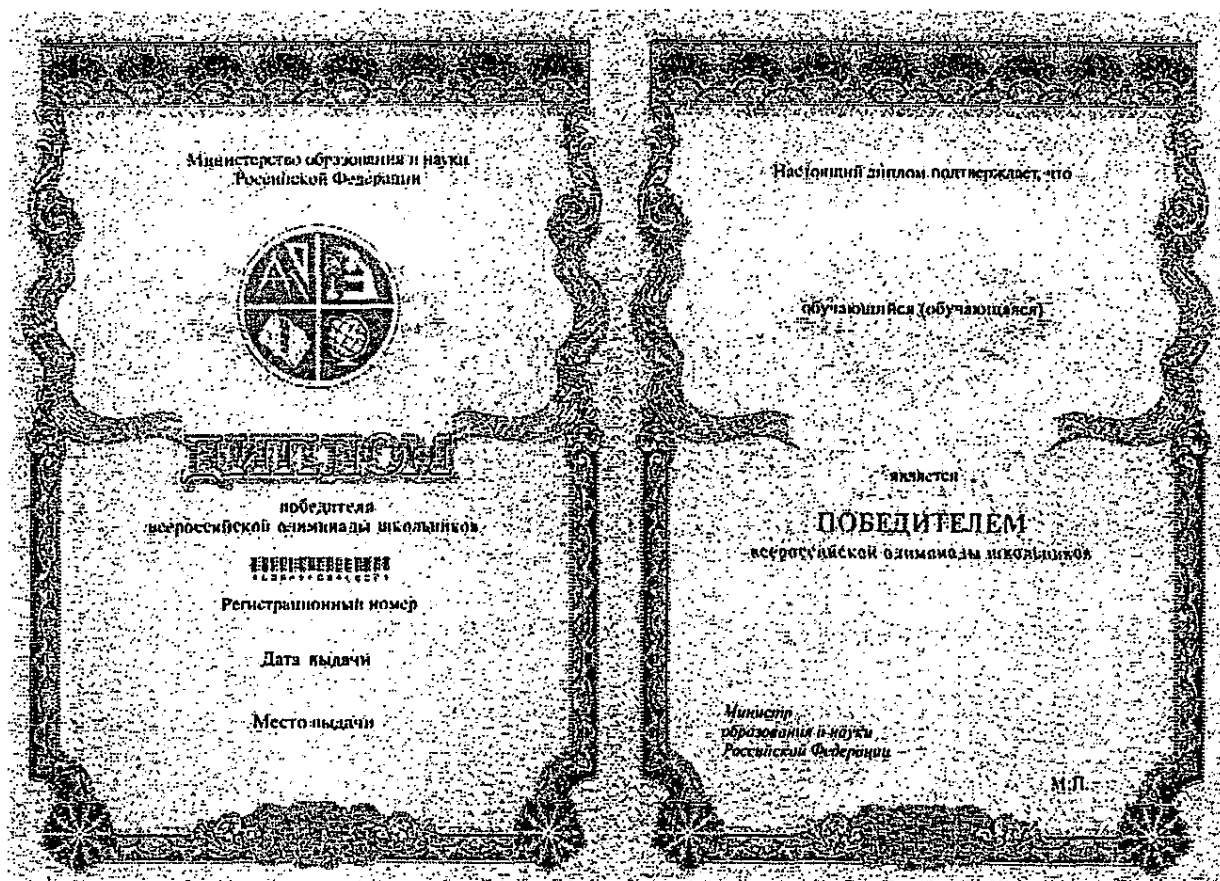 Министерство образования и науки
Российской Федерации
ДИПЛОМ
победителя
всероссийской олимпиады школьников
Регистрационный номер
Дата выдачи
Место выдачи
Настоящий диплом подтверждает, что
обучающийся (обучающаяся)
является
ПОБЕДИТЕЛЕМ
всероссийской олимпиады школьников
Министр
образования и науки
Российской Федерации
М.П.